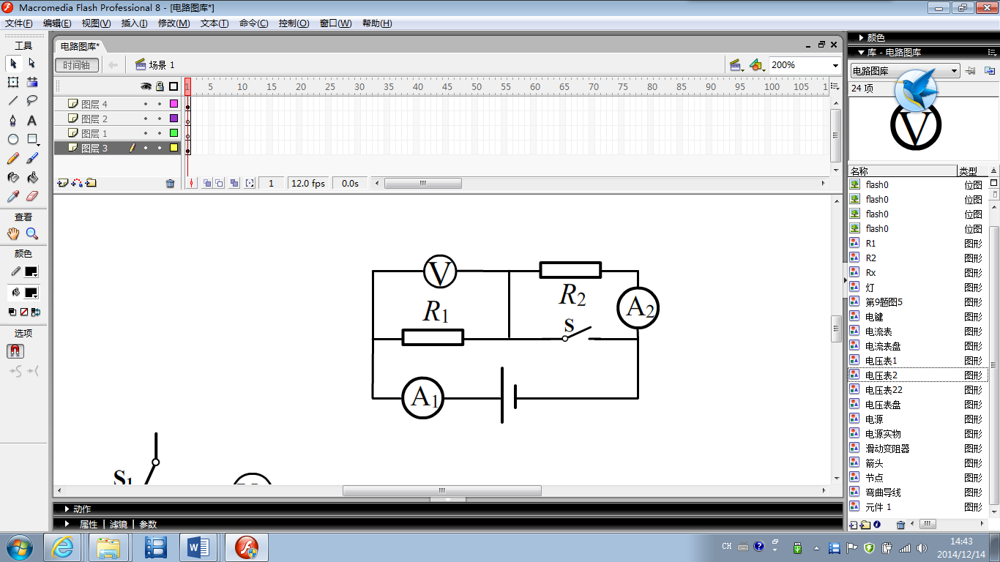 Macromedia Flash Professional 8 - [电路图库*]
文件(F) 编辑(E) 视图(V) 插入(I) 修改(M) 文本(T) 命令(C) 控制(O) 窗口(W) 帮助(H)
工具
查看
颜色
选项
电路图库*
时间轴 场景 1 200%
1 5 10 15 20 25 30 35 40 45 50 55 60 65 70 75 80 85 90 95 100 105 1
图层 4
图层 2
图层 1
图层 3
1 12.0 fps 0.0s
V
R2
R1
A2
S
A1
S1
动作
属性 | 滤镜 | 参数
颜色
库 - 电路图库
电路图库
24 项
V
名称 类型
flash0 位图
flash0 位图
flash0 位图
flash0 位图
R1 图形
R2 图形
Rx 图形
灯 图形
第9题图5 图形
电键 图形
电流表 图形
电流表盘 图形
电压表1 图形
电压表2 图形
电压表22 图形
电压表盘 图形
电源 图形
电源实物 图形
滑动变阻器 图形
箭头 图形
节点 图形
弯曲导线 图形
元件 1 图形
CH
14:43
2014/12/14